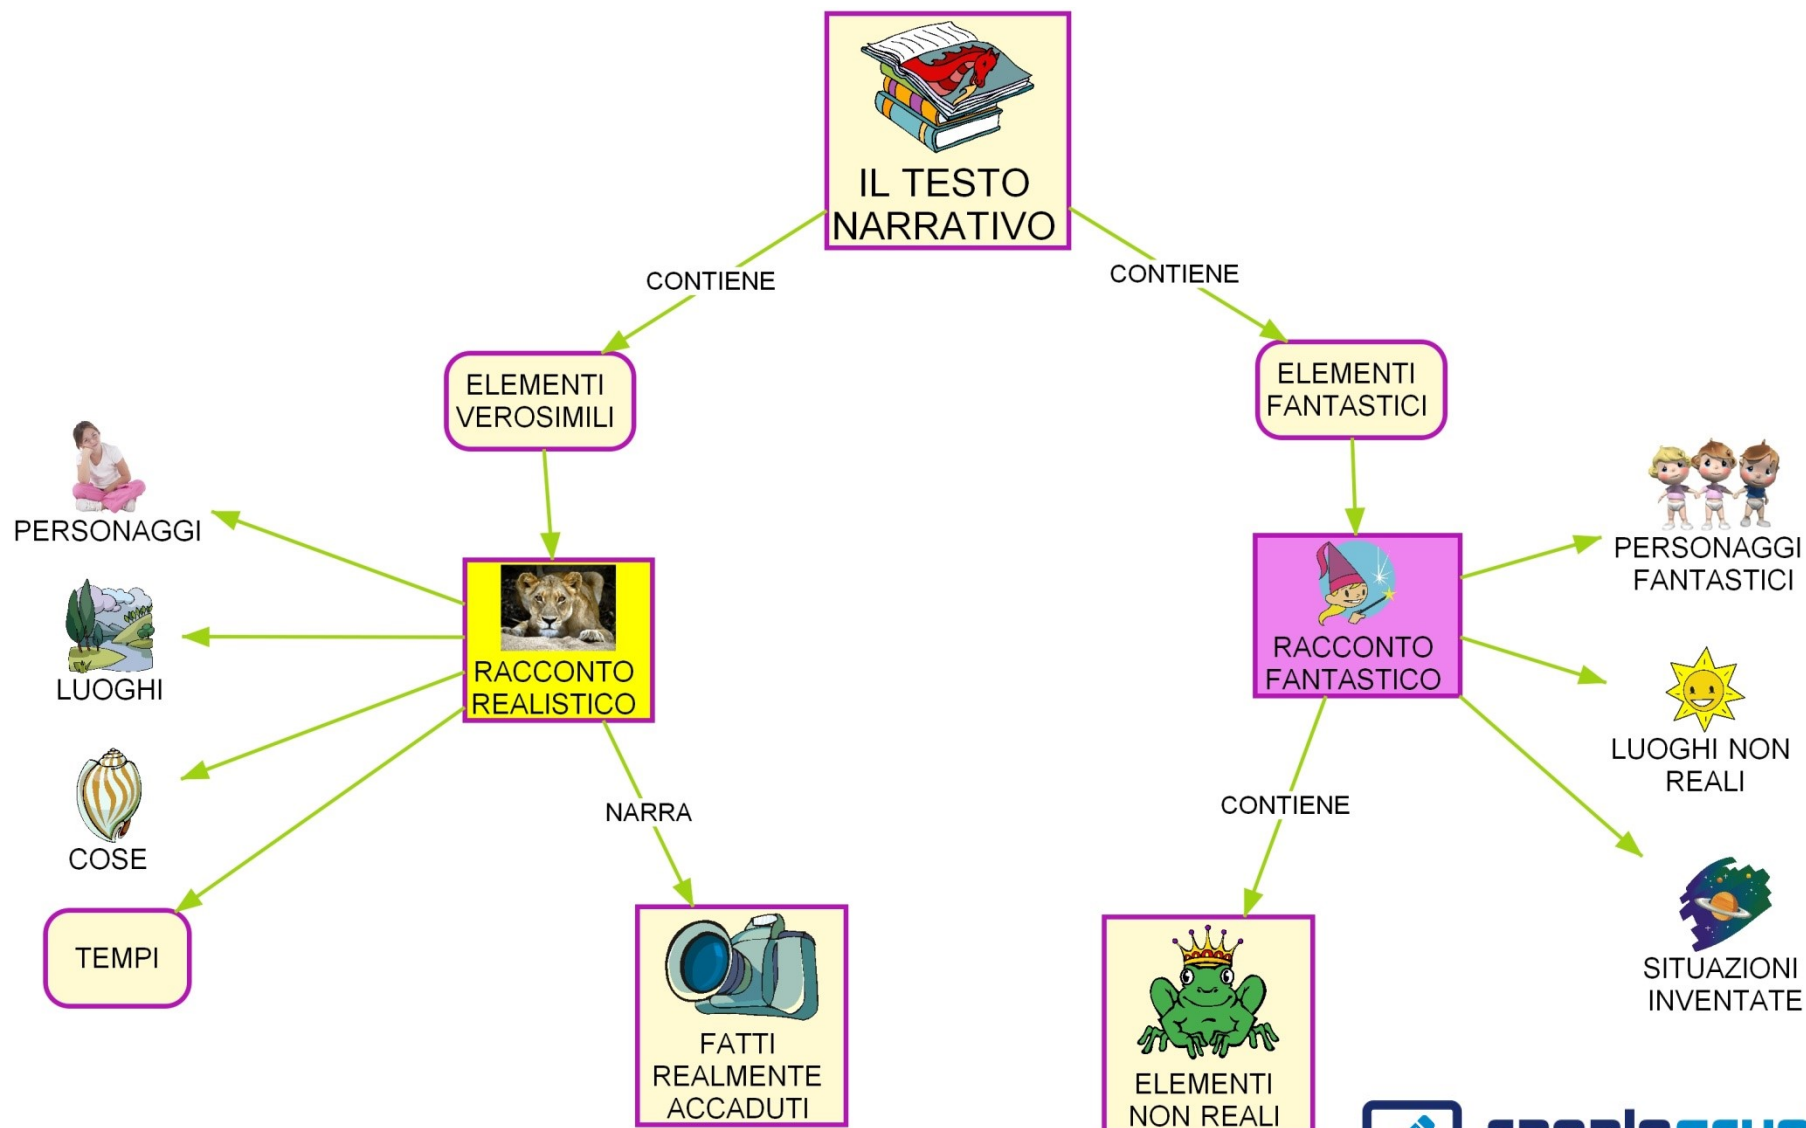 IL TESTO
NARRATIVO
CONTIENE
CONTIENE
ELEMENTI
VEROSIMILI
ELEMENTI
FANTASTICI
PERSONAGGI
LUOGHI
COSE
TEMPI
RACCONTO
REALISTICO
NARRA
FATTI
REALMENTE
ACCADUTI
RACCONTO
FANTASTICO
CONTIENE
ELEMENTI
NON REALI
PERSONAGGI
FANTASTICI
LUOGHI NON
REALI
SITUAZIONI
INVENTATE